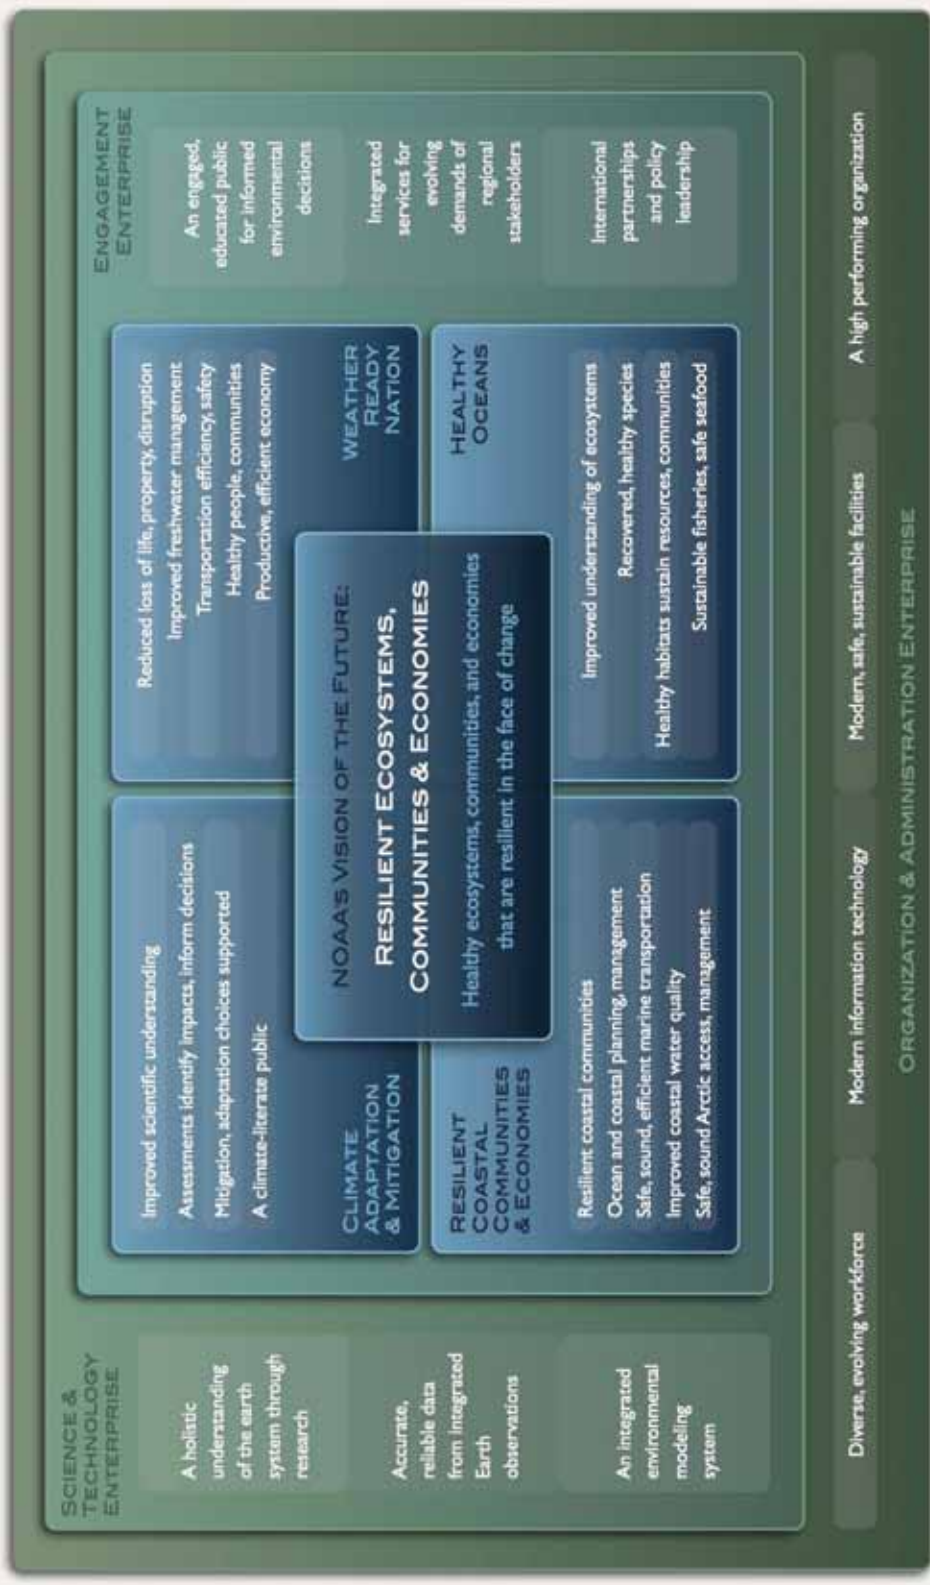 SCIENCE &
TECHNOLOGY
ENTERPRISE
A holistic
understanding
of the earth
system through
research
Accurate,
reliable data
from integrated
Earth
observations
An integrated
environmental
modeling
system
Improved scientific understanding
Assessments identify impacts, inform decisions
Mitigtion, adaptation choices supported
A climate-literate public
CLIMATE
ADAPTATION
& MITIGATION
Reduced loss of life, property, disruption
Improved freshwater management
Transportation efficiency, safety
Healthy people, communities
Productive, efficient economy
WEATHER
READY
NATION
NOAA'S VISION OF THE FUTURE:
RESILIENT ECOSYSTEMS,
COMMUNITIES & ECONOMIES
Healthy ecosystems, communities, and economies
that are resilient in the face of change
RESILIENT
COASTAL
COMMUNITIES
& ECONOMIES
Resilient coastal communities
Ocean and coastal planning, management
Safe, sound, efficient marine transportation
Improved coastal water quality
Safe, sound Arctic access, management
HEALTHY
OCEANS
Improved understanding of ecosystems
Recovered, healthy species
Healthy habitats sustain resources, communities
Sustainable fisheries, safe seafood
ENGAGEMENT
ENTERPRISE
An engaged,
educated public
for informed
environmental
decisions
Integrated
services for
evolving
demands of
regional
stakeholders
International
partnerships
and policy
leadership
Diverse, evolving workforce
Modern information technology
Modern, safe, sustainable facilities
A high performing organization
ORGANIZATION & ADMINISTRATION ENTERPRISE